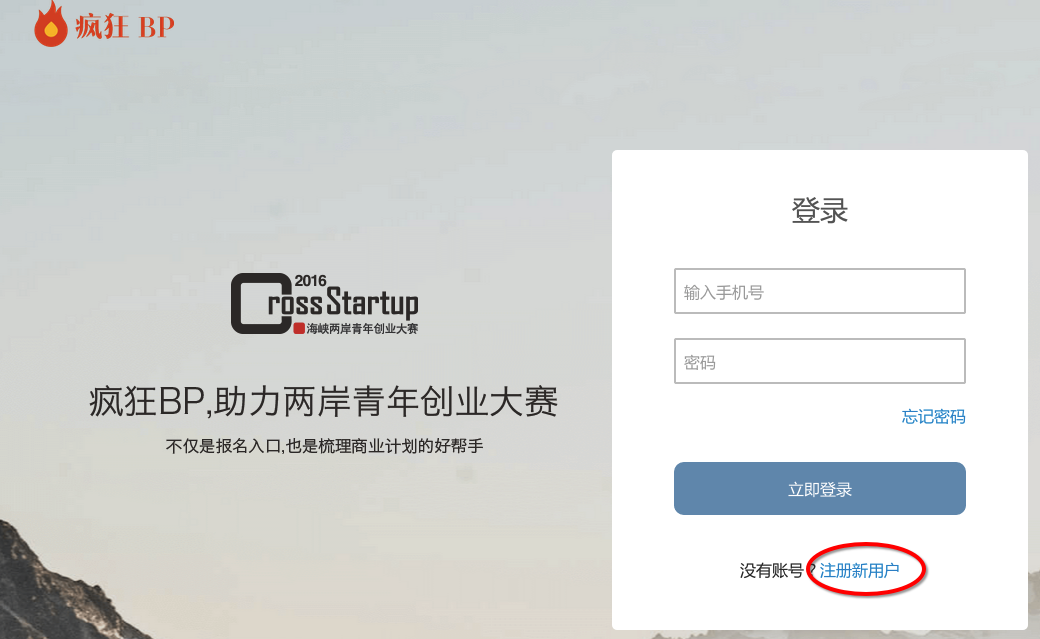 疯狂 BP
2016
CrossStartup
海峡两岸青年创业大赛
疯狂BP,助力两岸青年创业大赛
不仅是报名入口,也是梳理商业计划的好帮手
登录
输入手机号
密码
忘记密码
立即登录
没有账号?注册新用户